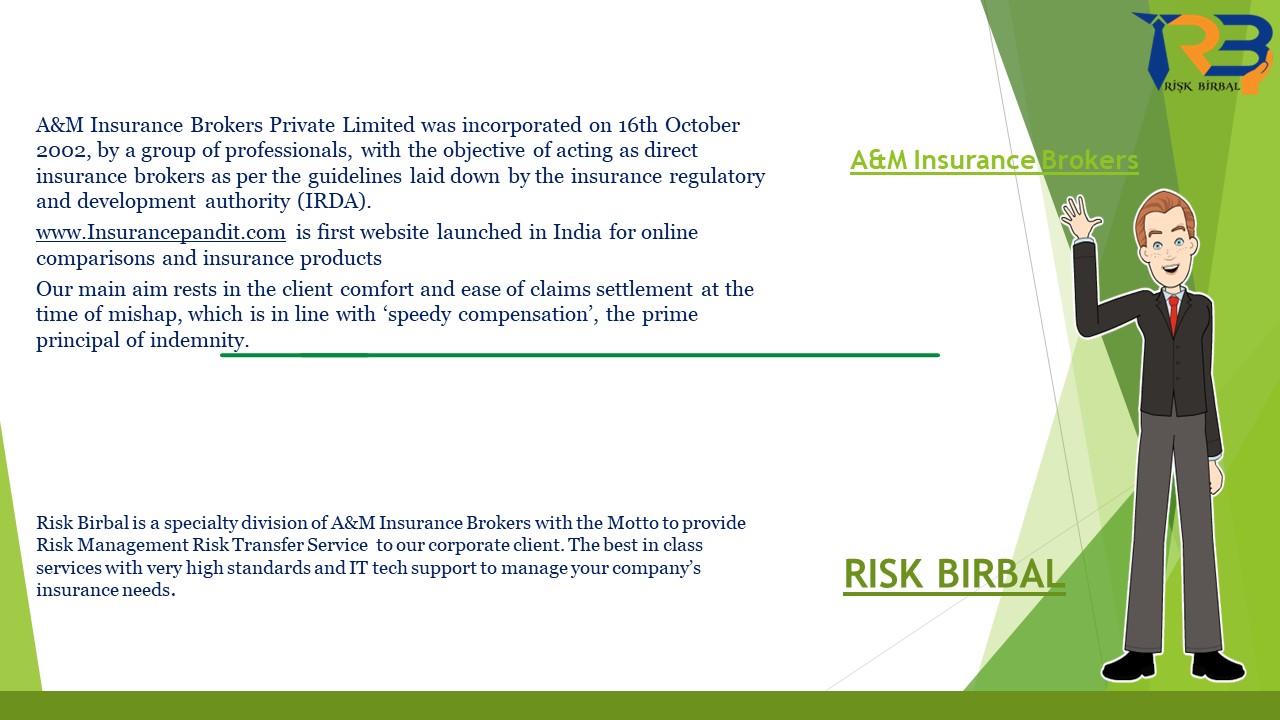 RISK BIRBAL
A&M Insurance Brokers Private Limited was incorporated on 16th October
2002, by a group of professionals, with the objective of acting as direct
insurance brokers as per the guidelines laid down by the insurance regulatory
and development authority (IRDA).
www.Insurancepandit.com is first website launched in India for online
comparisons and insurance products
Our main aim rests in the client comfort and ease of claims settlement at the
time of mishap, which is in line with ‘speedy compensation’, the prime
principal of indemnity.
A&M Insurance Brokers
Risk Birbal is a specialty division of A&M Insurance Brokers with the Motto to provide
Risk Management Risk Transfer Service to our corporate client. The best in class
services with very high standards and IT tech support to manage your company’s
insurance needs.
RISK BIRBAL